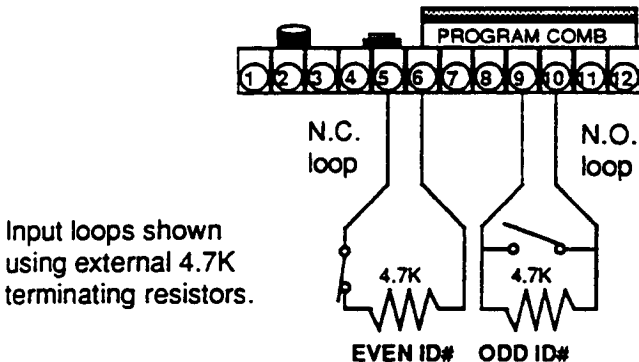 PROGRAM COMB
1 2 3 4 5 6 7 8 9 10 11 12
N.C.
loop
N.O.
loop
Input loops shown
using external 4.7K
terminating resistors.
4.7K
4.7K
EVEN ID# ODD ID#